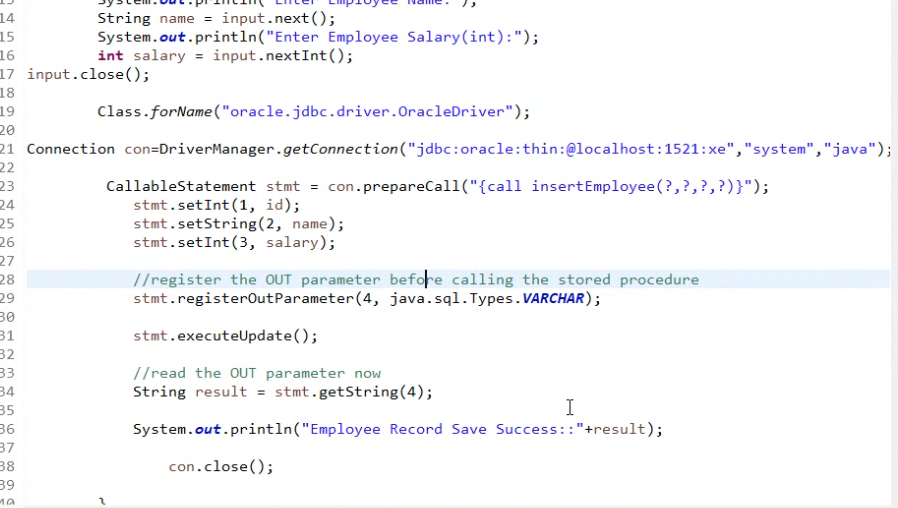 System.out.println("Enter Employee Name:");
14 String name = input.next();
15 System.out.println("Enter Employee Salary(int):");
16 int salary = input.nextInt();
17 input.close();
18
19 Class.forName("oracle.jdbc.driver.OracleDriver");
20
21 Connection con=DriverManager.getConnection("jdbc:oracle:thin:@localhost:1521:xe","system","java");
22
23 CallableStatement stmt = con.prepareCall("{call insertEmployee(?,?,?,?)}");
24 stmt.setInt(1, id);
25 stmt.setString(2, name);
26 stmt.setInt(3, salary);
27
28 //register the OUT parameter before calling the stored procedure
29 stmt.registerOutParameter(4, java.sql.Types.VARCHAR);
30
31 stmt.executeUpdate();
32
33 //read the OUT parameter now
34 String result = stmt.getString(4);
35
36 System.out.println("Employee Record Save Success::"+result);
37
38 con.close();
39
40 }